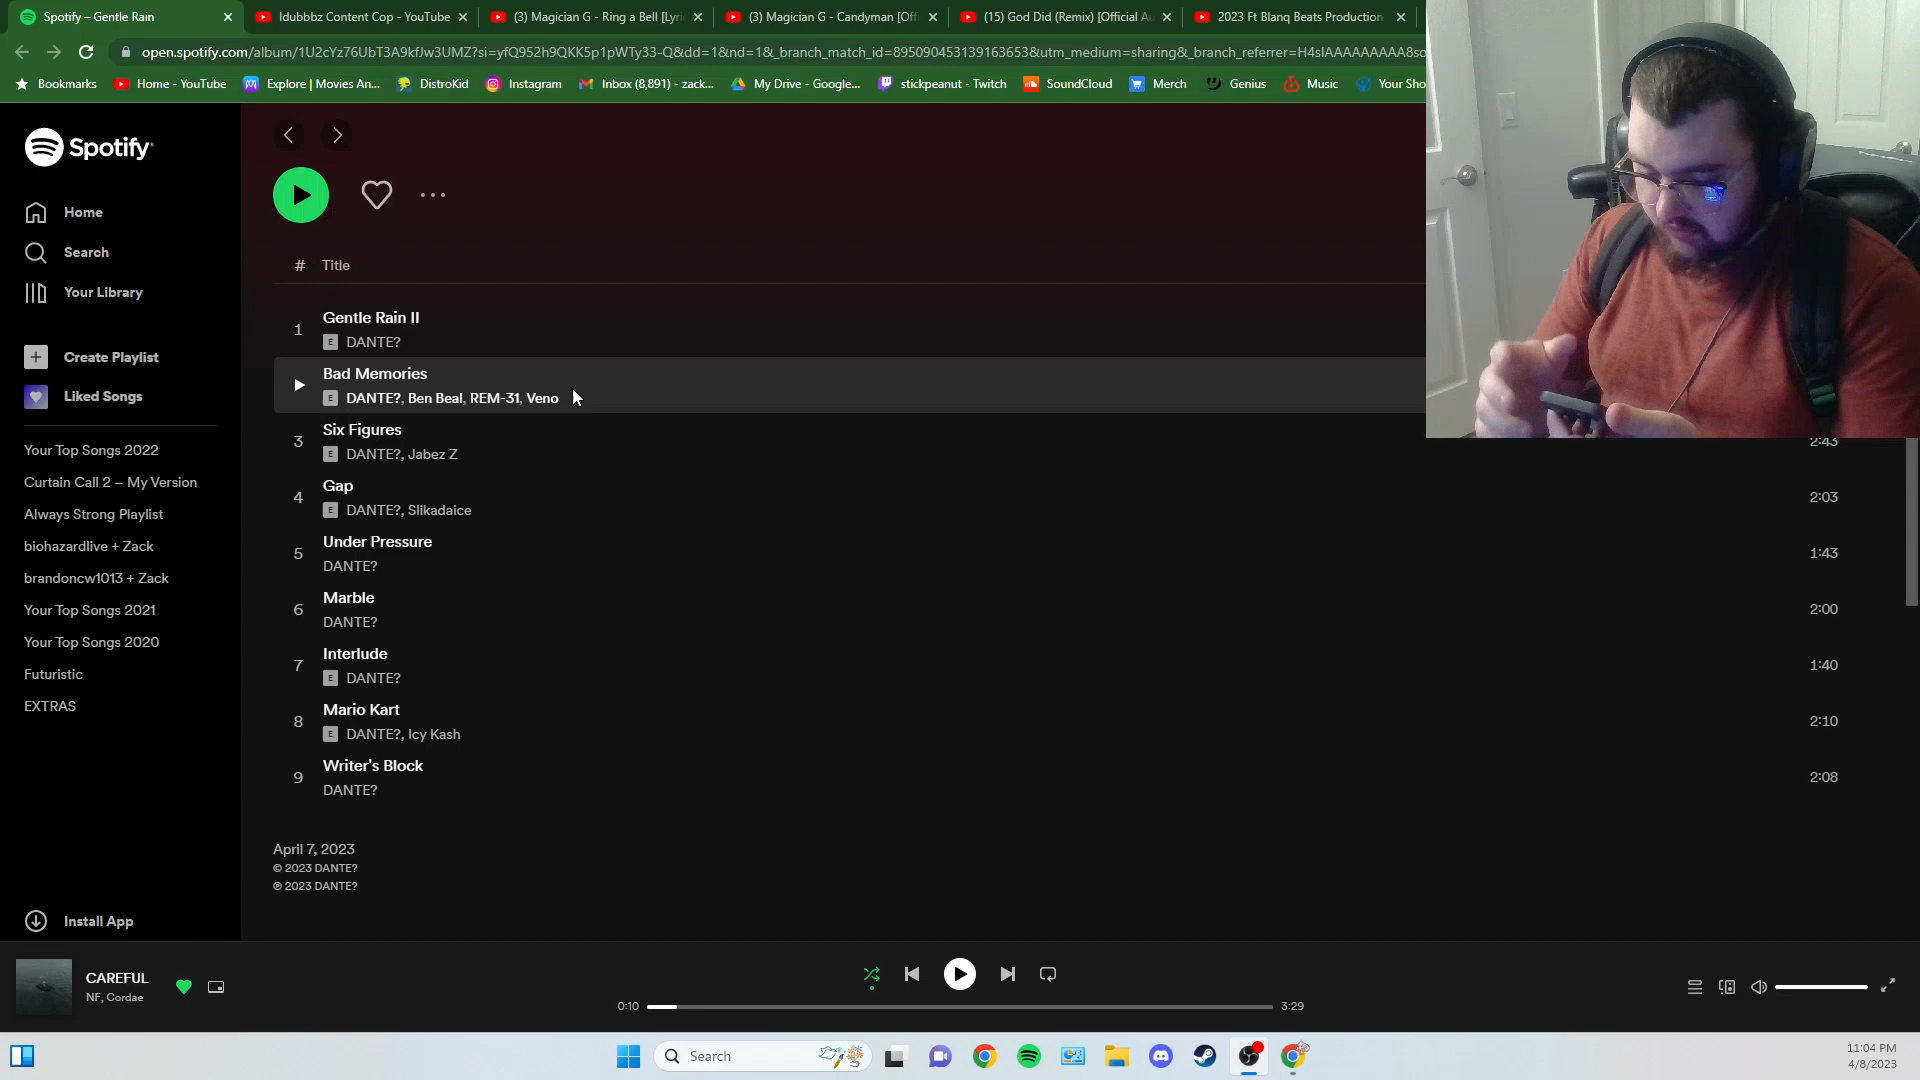 Spotify – Gentle Rain
Idubbbz Content Cop - YouTube
(3) Magician G - Ring a Bell [Lyri
(3) Magician G - Candyman [Off
(15) God Did (Remix) [Official Au
2023 Ft Blanq Beats Production
open.spotify.com/album/1U2cYz76UbT3A9kfJw3UMZ?si=yfQ952h9QKK5p1pWTy33-Q&dd=1&nd=1&_branch_match_id=895090453139163653&utm_medium=sharing&_branch_referrer=H4sIAAAAAAAAA8so
Bookmarks
Home - YouTube
Explore | Movies An...
DistroKid
Instagram
Inbox (8,891) - zack...
My Drive - Google...
stickpeanut - Twitch
SoundCloud
Merch
Genius
Music
Your Sho
Spotify
Home
Search
Your Library
Create Playlist
Liked Songs
Your Top Songs 2022
Curtain Call 2 – My Version
Always Strong Playlist
biohazardlive + Zack
brandoncw1013 + Zack
Your Top Songs 2021
Your Top Songs 2020
Futuristic
EXTRAS
Install App
# Title
1 Gentle Rain II
E DANTE?
Bad Memories
E DANTE?, Ben Beal, REM-31, Veno
3 Six Figures 2:43
E DANTE?, Jabez Z
4 Gap 2:03
E DANTE?, Slikadaice
5 Under Pressure 1:43
DANTE?
6 Marble 2:00
DANTE?
7 Interlude 1:40
E DANTE?
8 Mario Kart 2:10
E DANTE?, Icy Kash
9 Writer's Block 2:08
DANTE?
April 7, 2023
© 2023 DANTE?
℗ 2023 DANTE?
CAREFUL
NF, Cordae
0:10 3:29
Search
11:04 PM
4/8/2023